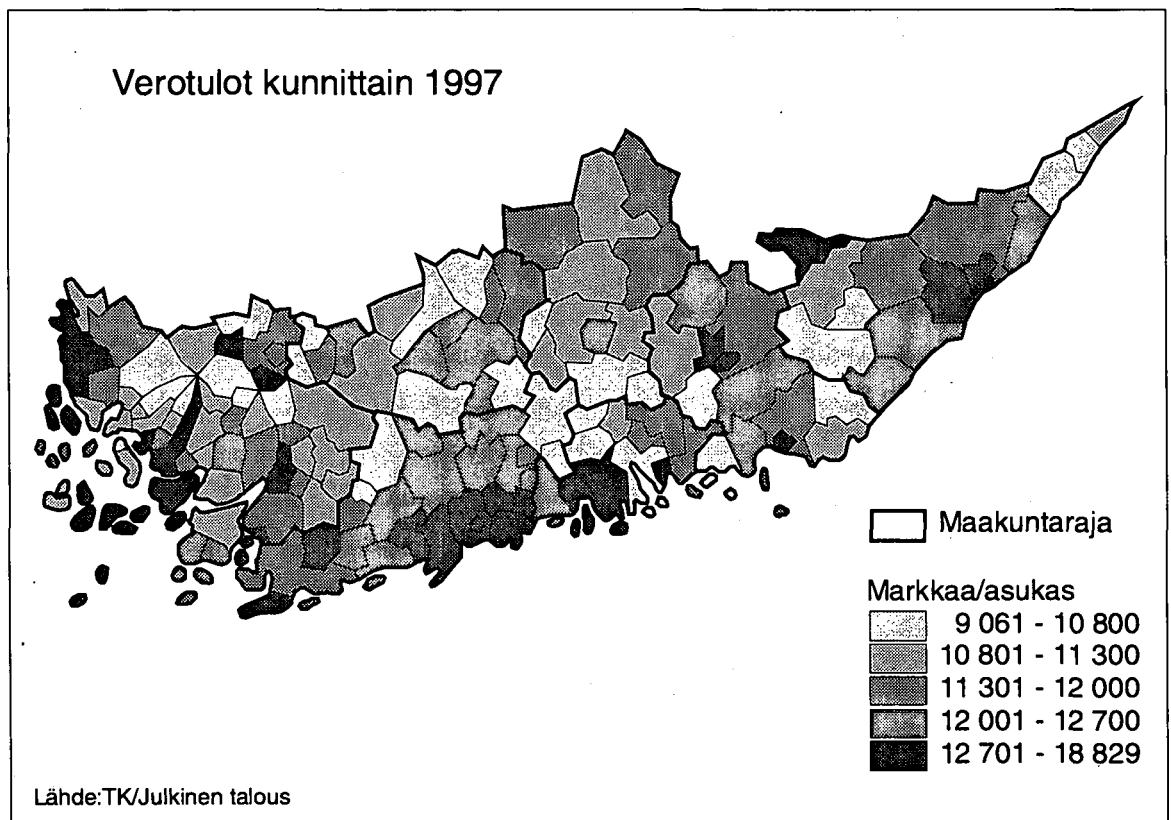 Verotulot kunnittain 1997
Maakuntaraja
Markkaa/asukas
9 061 - 10 800
10 801 - 11 300
11 301 - 12 000
12 001 - 12 700
12 701 - 18 829
Lähde:TK/Julkinen talous